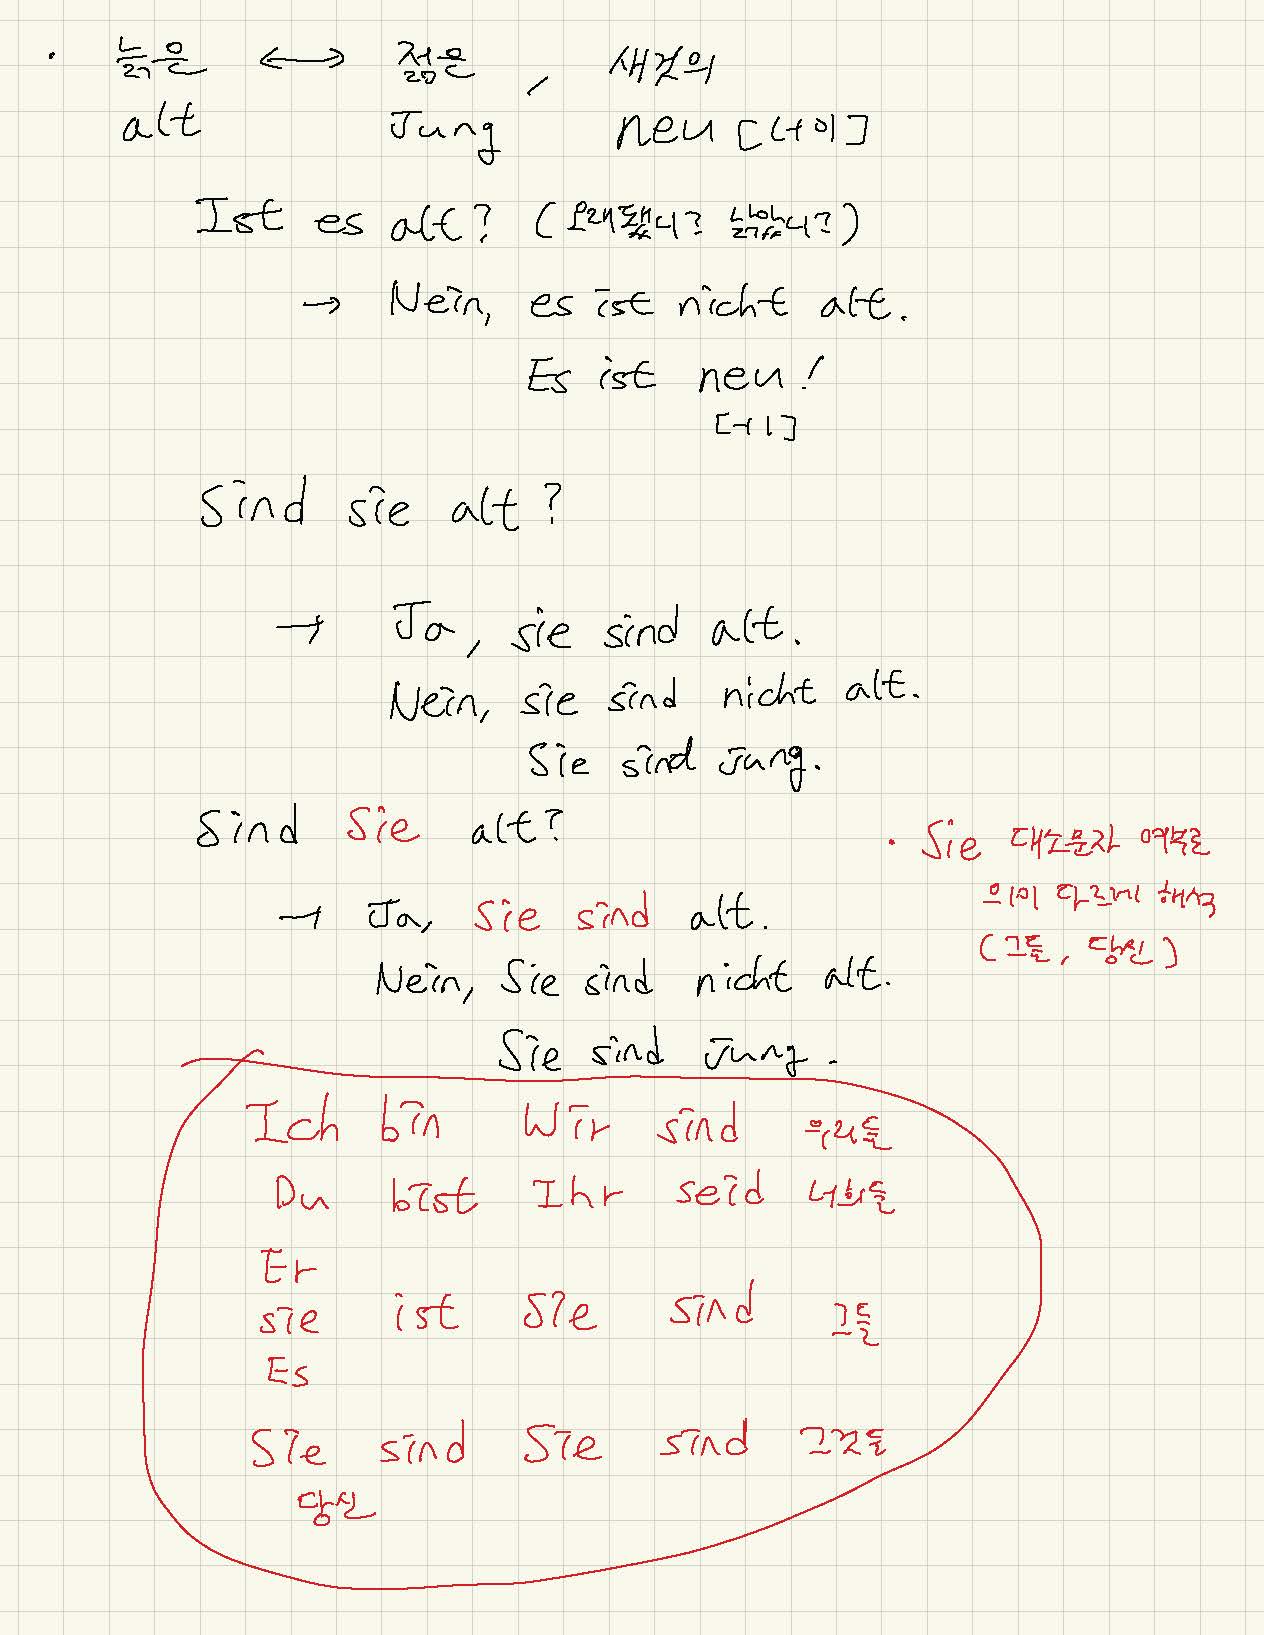 · 늙은 ↔ 젊은, 새것의
alt Jung neu [너이]
Ist es alt? (오래됐니? 늙었니?)
→ Nein, es ist nicht alt.
Es ist neu!
[ㅓㅣ]
Sind sie alt?
→ Ja, sie sind alt.
Nein, sie sind nicht alt.
Sie sind Jung.
Sind Sie alt?
· Sie 대소문자 여부로
의미 다르게 해석
(그들, 당신)
→ Ja, Sie sind alt.
Nein, Sie sind nicht alt.
Sie sind Jung.
Ich bin Wir sind 우리들
Du bist Ihr seid 너희들
Er
sie ist Sie sind 그들
Es
Sie sind Sie sind 그것들
당신